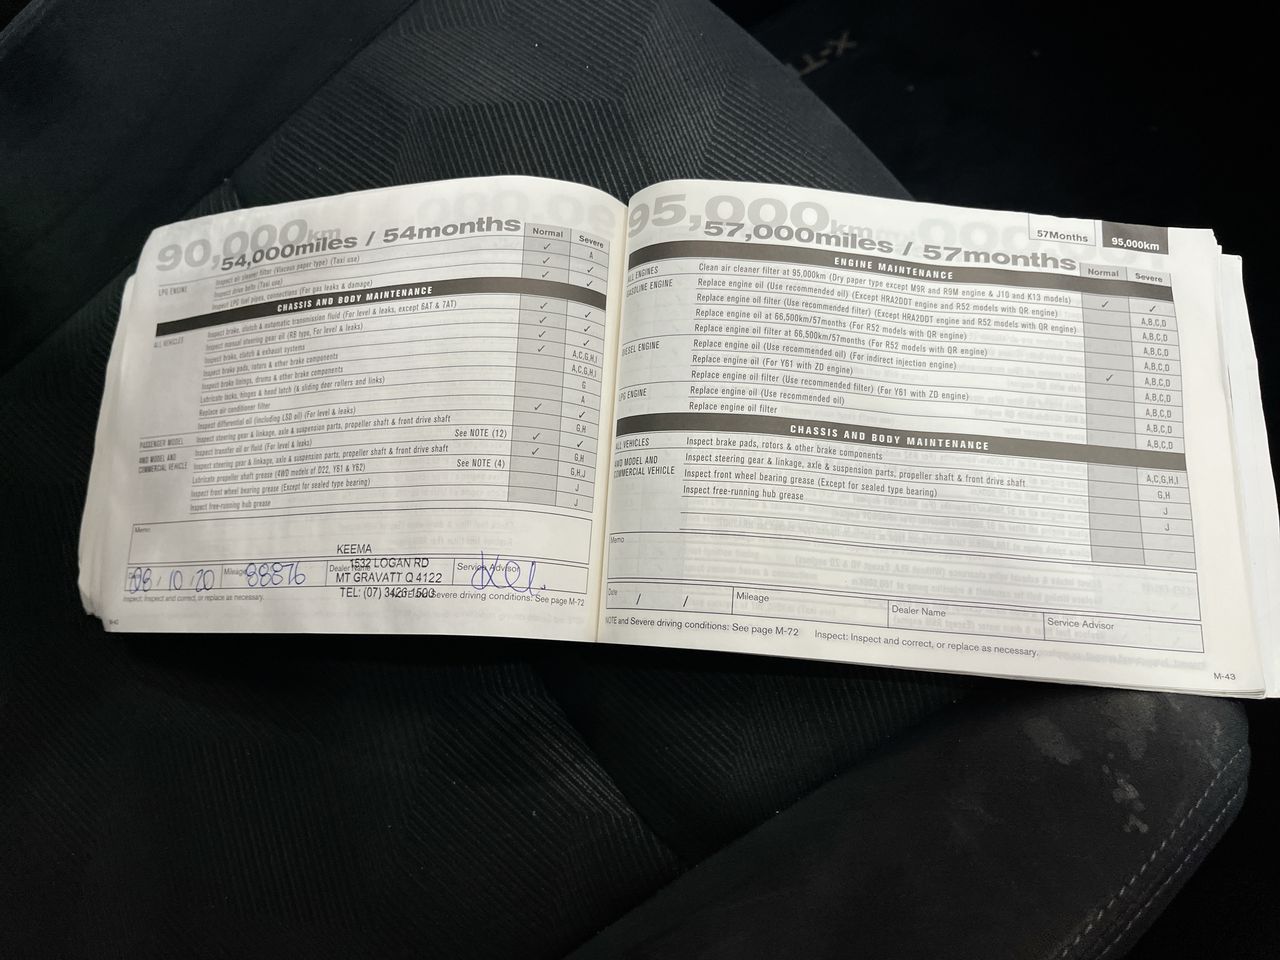 X-T
90,000km
54,000miles / 54months
Normal
Severe
Inspect air cleaner filter (Viscous paper type) (Taxi use) ✓ A
LPG ENGINE
Inspect drive belts (Taxi use) ✓ ✓
Inspect LPG fuel pipes, connections (For gas leaks & damage) ✓ ✓
CHASSIS AND BODY MAINTENANCE
ALL VEHICLES
Inspect brake, clutch & automatic transmission fluid (For level & leaks, except 6AT & 7AT)
Inspect manual steering gear oil (RB type, For level & leaks)
Inspect brake, clutch & exhaust systems
Inspect brake pads, rotors & other brake components
Inspect brake linings, drums & other brake components
Lubricate locks, hinges & hood latch (& sliding door rollers and links)
Replace air conditioner filter
Inspect differential oil (including LSD oil) (For level & leaks)
PASSENGER MODEL
Inspect steering gear & linkage, axle & suspension parts, propeller shaft & front drive shaft
4WD MODEL AND COMMERCIAL VEHICLE
Inspect transfer oil or fluid (For level & leaks) See NOTE (12)
Inspect steering gear & linkage, axle & suspension parts, propeller shaft & front drive shaft
Lubricate propeller shaft grease (4WD models of D22, Y61 & Y62) See NOTE (4)
Inspect front wheel bearing grease (Except for sealed type bearing)
Inspect free-running hub grease
A,C,G,H,I
A,C,G,H,I
G
A
G,H
G,H
G,H,J
J
J
Memo
KEEMA
1532 LOGAN RD
MT GRAVATT Q 4122
TEL: (07) 3423 1500
08 / 10 / 20
Mileage 88876
Dealer Name
Service Advisor
Inspect: Inspect and correct, or replace as necessary.
Severe driving conditions: See page M-72
95,000km
57,000miles / 57months
57Months
95,000km
Normal
Severe
ENGINE MAINTENANCE
ALL ENGINES
Clean air cleaner filter at 95,000km (Dry paper type except M9R and R9M engine & J10 and K13 models)
GASOLINE ENGINE
Replace engine oil (Use recommended oil) (Except HRA2DDT engine and R52 models with QR engine)
Replace engine oil filter (Use recommended filter) (Except HRA2DDT engine and R52 models with QR engine)
Replace engine oil at 66,500km/57months (For R52 models with QR engine)
Replace engine oil filter at 66,500km/57months (For R52 models with QR engine)
DIESEL ENGINE
Replace engine oil (Use recommended oil) (For indirect injection engine)
Replace engine oil (For Y61 with ZD engine)
Replace engine oil filter (Use recommended filter) (For Y61 with ZD engine)
LPG ENGINE
Replace engine oil (Use recommended oil)
Replace engine oil filter
✓
✓
✓
A,B,C,D
A,B,C,D
A,B,C,D
A,B,C,D
A,B,C,D
A,B,C,D
A,B,C,D
A,B,C,D
CHASSIS AND BODY MAINTENANCE
ALL VEHICLES
Inspect brake pads, rotors & other brake components A,C,G,H,I
4WD MODEL AND COMMERCIAL VEHICLE
Inspect steering gear & linkage, axle & suspension parts, propeller shaft & front drive shaft G,H
Inspect front wheel bearing grease (Except for sealed type bearing) J
Inspect free-running hub grease J
Memo
Date / /
Mileage
Dealer Name
Service Advisor
NOTE and Severe driving conditions: See page M-72 Inspect: Inspect and correct, or replace as necessary.
M-43